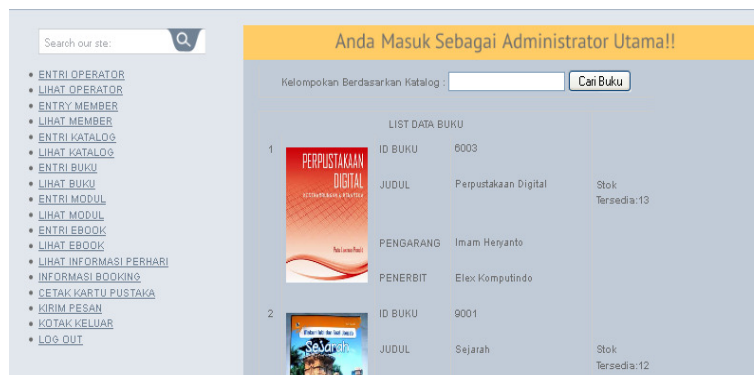 Search our ste:
ENTRI OPERATOR
LIHAT OPERATOR
ENTRY MEMBER
LIHAT MEMBER
ENTRI KATALOG
LIHAT KATALOG
ENTRI BUKU
LIHAT BUKU
ENTRI MODUL
LIHAT MODUL
ENTRI EBOOK
LIHAT EBOOK
LIHAT INFORMASI PERHARI
INFORMASI BOOKING
CETAK KARTU PUSTAKA
KIRIM PESAN
KOTAK KELUAR
LOG OUT
Anda Masuk Sebagai Administrator Utama!!
Kelompokan Berdasarkan Katalog : Cari Buku
LIST DATA BUKU
1
PERPUSTAKAAN
DIGITAL
ID BUKU 6003
JUDUL Perpustakaan Digital Stok
Tersedia:13
PENGARANG Imam Heryanto
PENERBIT Elex Komputindo
2
Sejarah
ID BUKU 9001
JUDUL Sejarah Stok
Tersedia:12